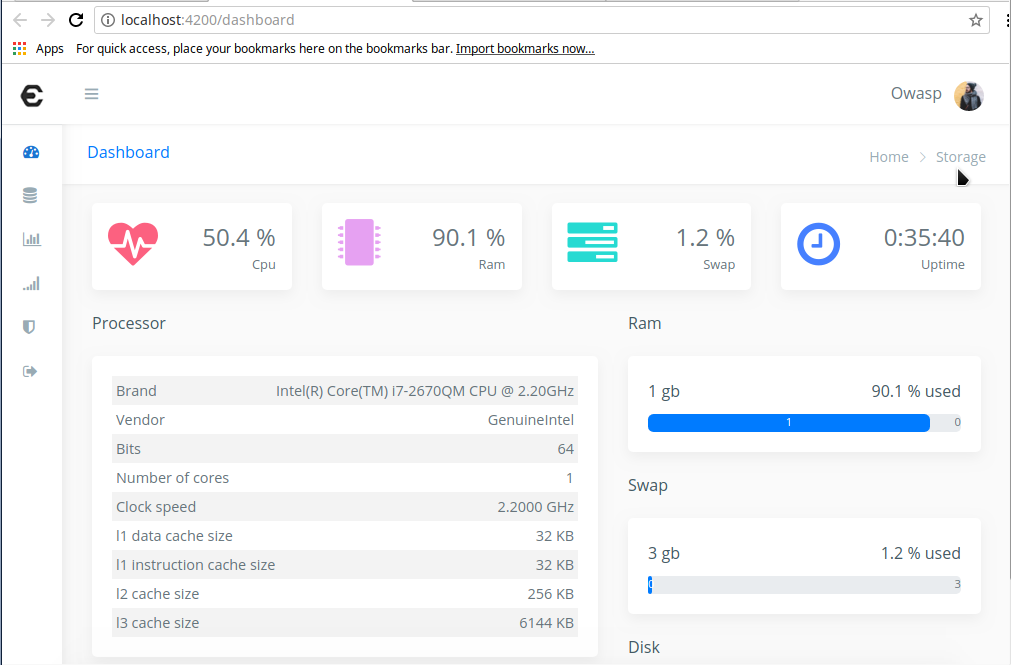 localhost:4200/dashboard
Apps For quick access, place your bookmarks here on the bookmarks bar. Import bookmarks now...
Owasp
Dashboard
Home > Storage
50.4 %
Cpu
90.1 %
Ram
1.2 %
Swap
0:35:40
Uptime
Processor
Brand Intel(R) Core(TM) i7-2670QM CPU @ 2.20GHz
Vendor GenuineIntel
Bits 64
Number of cores 1
Clock speed 2.2000 GHz
l1 data cache size 32 KB
l1 instruction cache size 32 KB
l2 cache size 256 KB
l3 cache size 6144 KB
Ram
1 gb 90.1 % used
1 0
Swap
3 gb 1.2 % used
0 3
Disk